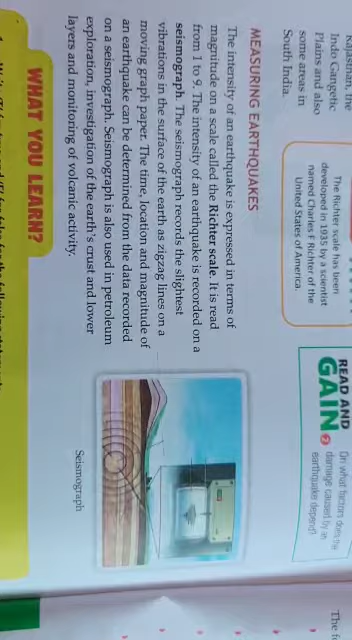 Rajasthan, the
Indo Gangetic
Plains and also
some areas in
South India.
The Richter scale has been
developed in 1935 by a scientist
named Charles F Richter of the
United States of America.
READ AND
GAIN 2
On what factors does the
damage caused by an
earthquake depend?
MEASURING EARTHQUAKES
The intensity of an earthquake is expressed in terms of
magnitude on a scale called the Richter scale. It is read
from 1 to 9. The intensity of an earthquake is recorded on a
seismograph. The seismograph records the slightest
vibrations in the surface of the earth as zigzag lines on a
moving graph paper. The time, location and magnitude of
an earthquake can be determined from the data recorded
on a seismograph. Seismograph is also used in petroleum
exploration, investigation of the earth's crust and lower
layers and monitoring of volcanic activity.
Seismograph
WHAT YOU LEARN?
The